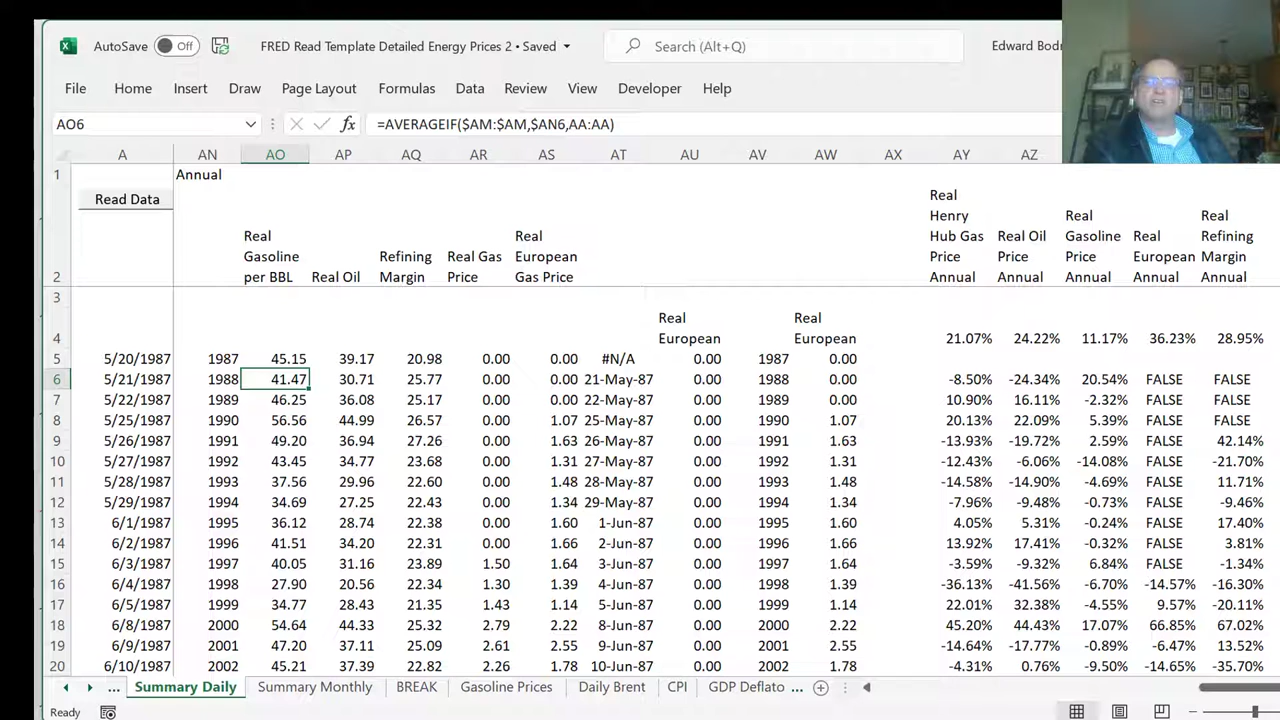 AutoSave Off FRED Read Template Detailed Energy Prices 2 • Saved Search (Alt+Q)
File Home Insert Draw Page Layout Formulas Data Review View Developer Help
AO6 fx =AVERAGEIF($AM:$AM,$AN6,AA:AA)
A AN AO AP AQ AR AS AT AU AV AW AX AY AZ
1 Annual
Read Data
2 Real Gasoline per BBL Real Oil Refining Margin Real Gas Price Real European Gas Price Real Henry Hub Gas Price Annual Real Oil Price Annual Real Gasoline Price Annual Real European Annual Real Refining Margin Annual
3
4 Real European Real European 21.07% 24.22% 11.17% 36.23% 28.95%
5 5/20/1987 1987 45.15 39.17 20.98 0.00 0.00 #N/A 0.00 1987 0.00
6 5/21/1987 1988 41.47 30.71 25.77 0.00 0.00 21-May-87 0.00 1988 0.00 -8.50% -24.34% 20.54% FALSE FALSE
7 5/22/1987 1989 46.25 36.08 25.17 0.00 0.00 22-May-87 0.00 1989 0.00 10.90% 16.11% -2.32% FALSE FALSE
8 5/25/1987 1990 56.56 44.99 26.57 0.00 1.07 25-May-87 0.00 1990 1.07 20.13% 22.09% 5.39% FALSE FALSE
9 5/26/1987 1991 49.20 36.94 27.26 0.00 1.63 26-May-87 0.00 1991 1.63 -13.93% -19.72% 2.59% FALSE 42.14%
10 5/27/1987 1992 43.45 34.77 23.68 0.00 1.31 27-May-87 0.00 1992 1.31 -12.43% -6.06% -14.08% FALSE -21.70%
11 5/28/1987 1993 37.56 29.96 22.60 0.00 1.48 28-May-87 0.00 1993 1.48 -14.58% -14.90% -4.69% FALSE 11.71%
12 5/29/1987 1994 34.69 27.25 22.43 0.00 1.34 29-May-87 0.00 1994 1.34 -7.96% -9.48% -0.73% FALSE -9.46%
13 6/1/1987 1995 36.12 28.74 22.38 0.00 1.60 1-Jun-87 0.00 1995 1.60 4.05% 5.31% -0.24% FALSE 17.40%
14 6/2/1987 1996 41.51 34.20 22.31 0.00 1.66 2-Jun-87 0.00 1996 1.66 13.92% 17.41% -0.32% FALSE 3.81%
15 6/3/1987 1997 40.05 31.16 23.89 1.50 1.64 3-Jun-87 0.00 1997 1.64 -3.59% -9.32% 6.84% FALSE -1.34%
16 6/4/1987 1998 27.90 20.56 22.34 1.30 1.39 4-Jun-87 0.00 1998 1.39 -36.13% -41.56% -6.70% -14.57% -16.30%
17 6/5/1987 1999 34.77 28.43 21.35 1.43 1.14 5-Jun-87 0.00 1999 1.14 22.01% 32.38% -4.55% 9.57% -20.11%
18 6/8/1987 2000 54.64 44.33 25.32 2.79 2.22 8-Jun-87 0.00 2000 2.22 45.20% 44.43% 17.07% 66.85% 67.02%
19 6/9/1987 2001 47.20 37.11 25.09 2.61 2.55 9-Jun-87 0.00 2001 2.55 -14.64% -17.77% -0.89% -6.47% 13.52%
20 6/10/1987 2002 45.21 37.39 22.82 2.26 1.78 10-Jun-87 0.00 2002 1.78 -4.31% 0.76% -9.50% -14.65% -35.70%
... Summary Daily Summary Monthly BREAK Gasoline Prices Daily Brent CPI GDP Deflato ...
Ready